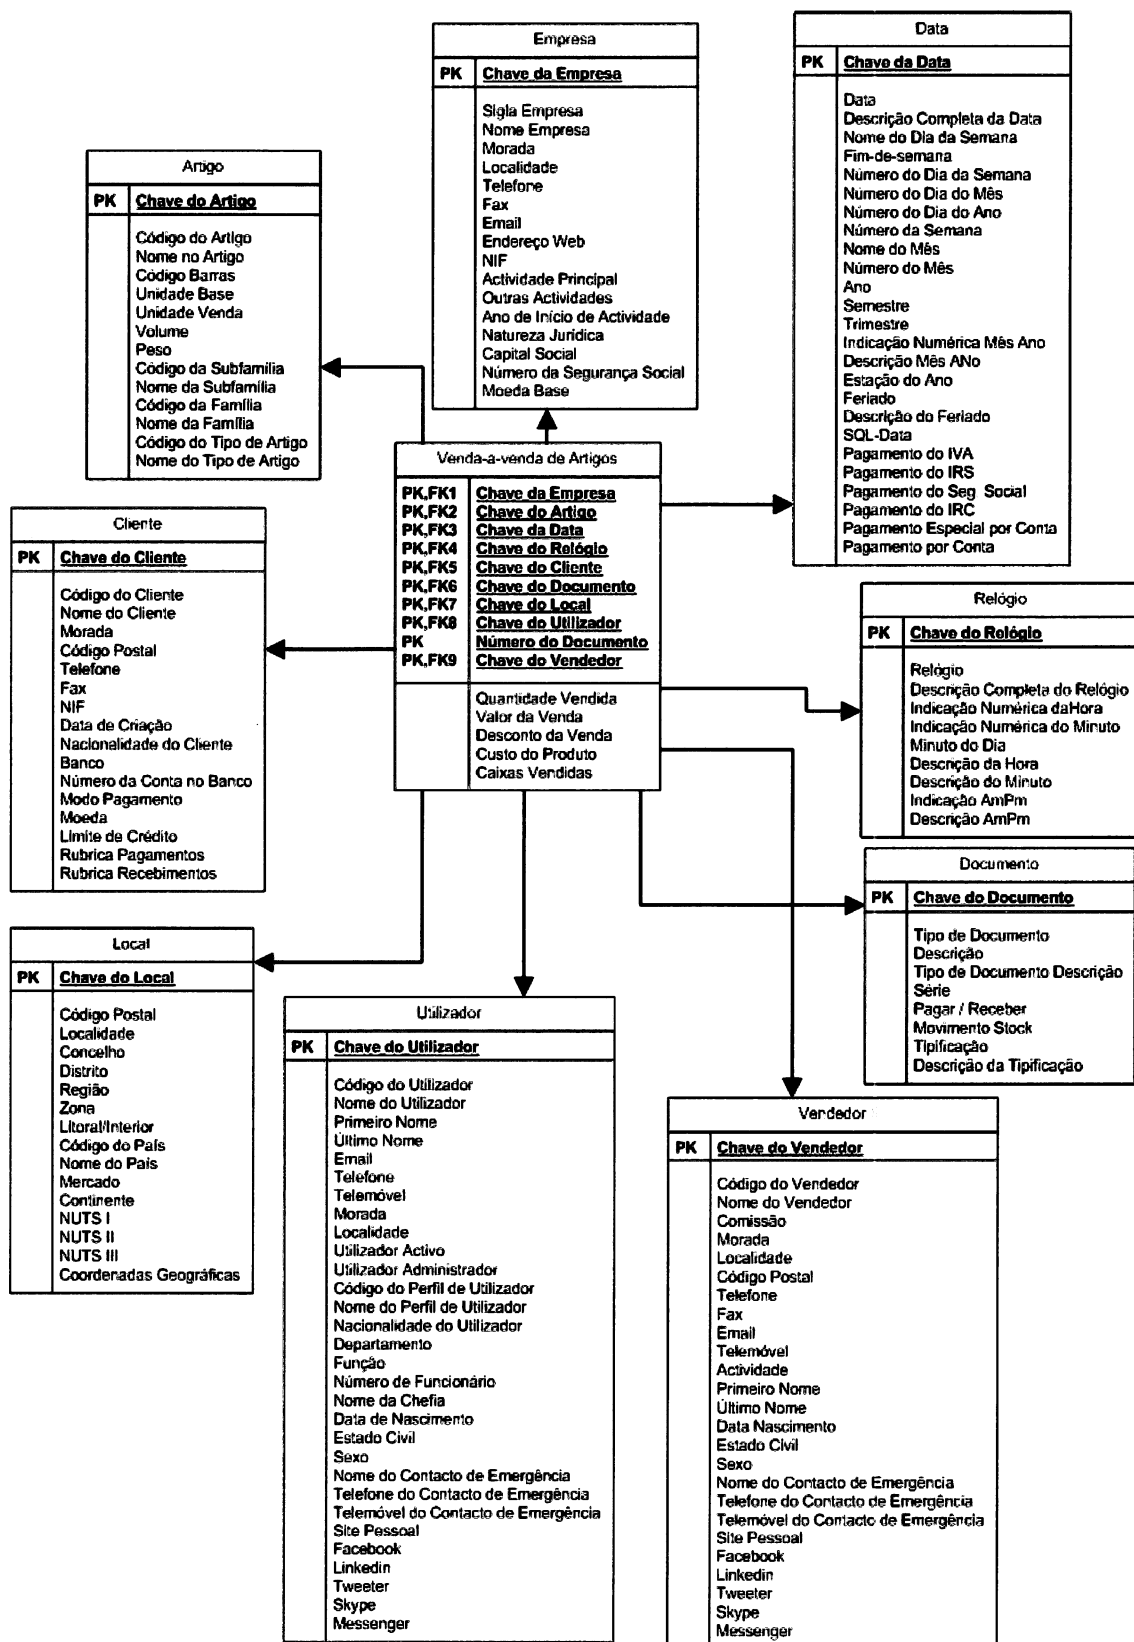 Empresa
PK Chave da Empresa
Sigla Empresa
Nome Empresa
Morada
Localidade
Telefone
Fax
Email
Endereço Web
NIF
Actividade Principal
Outras Actividades
Ano de Início de Actividade
Natureza Jurídica
Capital Social
Número da Segurança Social
Moeda Base
Data
PK Chave da Data
Data
Descrição Completa da Data
Nome do Dia da Semana
Fim-de-semana
Número do Dia da Semana
Número do Dia do Mês
Número do Dia do Ano
Número da Semana
Nome do Mês
Número do Mês
Ano
Semestre
Trimestre
Indicação Numérica Mês Ano
Descrição Mês ANo
Estação do Ano
Feriado
Descrição do Feriado
SQL-Data
Pagamento do IVA
Pagamento do IRS
Pagamento do Seg Social
Pagamento do IRC
Pagamento Especial por Conta
Pagamento por Conta
Artigo
PK Chave do Artigo
Código do Artigo
Nome no Artigo
Código Barras
Unidade Base
Unidade Venda
Volume
Peso
Código da Subfamília
Nome da Subfamília
Código da Família
Nome da Família
Código do Tipo de Artigo
Nome do Tipo de Artigo
Venda-a-venda de Artigos
PK,FK1 Chave da Empresa
PK,FK2 Chave do Artigo
PK,FK3 Chave da Data
PK,FK4 Chave do Relógio
PK,FK5 Chave do Cliente
PK,FK6 Chave do Documento
PK,FK7 Chave do Local
PK,FK8 Chave do Utilizador
PK Número do Documento
PK,FK9 Chave do Vendedor
Quantidade Vendida
Valor da Venda
Desconto da Venda
Custo do Produto
Caixas Vendidas
Cliente
PK Chave do Cliente
Código do Cliente
Nome do Cliente
Morada
Código Postal
Telefone
Fax
NIF
Data de Criação
Nacionalidade do Cliente
Banco
Número da Conta no Banco
Modo Pagamento
Moeda
Limite de Crédito
Rubrica Pagamentos
Rubrica Recebimentos
Relógio
PK Chave do Relógio
Relógio
Descrição Completa do Relógio
Indicação Numérica daHora
Indicação Numérica do Minuto
Minuto do Dia
Descrição da Hora
Descrição do Minuto
Indicação AmPm
Descrição AmPm
Documento
PK Chave do Documento
Tipo de Documento
Descrição
Tipo de Documento Descrição
Série
Pagar / Receber
Movimento Stock
Tipificação
Descrição da Tipificação
Local
PK Chave do Local
Código Postal
Localidade
Concelho
Distrito
Região
Zona
Litoral/Interior
Código do País
Nome do País
Mercado
Continente
NUTS I
NUTS II
NUTS III
Coordenadas Geográficas
Utilizador
PK Chave do Utilizador
Código do Utilizador
Nome do Utilizador
Primeiro Nome
Último Nome
Email
Telefone
Telemóvel
Morada
Localidade
Utilizador Activo
Utilizador Administrador
Código do Perfil de Utilizador
Nome do Perfil de Utilizador
Nacionalidade do Utilizador
Departamento
Função
Número de Funcionário
Nome da Chefia
Data de Nascimento
Estado Civil
Sexo
Nome do Contacto de Emergência
Telefone do Contacto de Emergência
Telemóvel do Contacto de Emergência
Site Pessoal
Facebook
Linkedin
Tweeter
Skype
Messenger
Vendedor
PK Chave do Vendedor
Código do Vendedor
Nome do Vendedor
Comissão
Morada
Localidade
Código Postal
Telefone
Fax
Email
Telemóvel
Actividade
Primeiro Nome
Último Nome
Data Nascimento
Estado Civil
Sexo
Nome do Contacto de Emergência
Telefone do Contacto de Emergência
Telemóvel do Contacto de Emergência
Site Pessoal
Facebook
Linkedin
Tweeter
Skype
Messenger